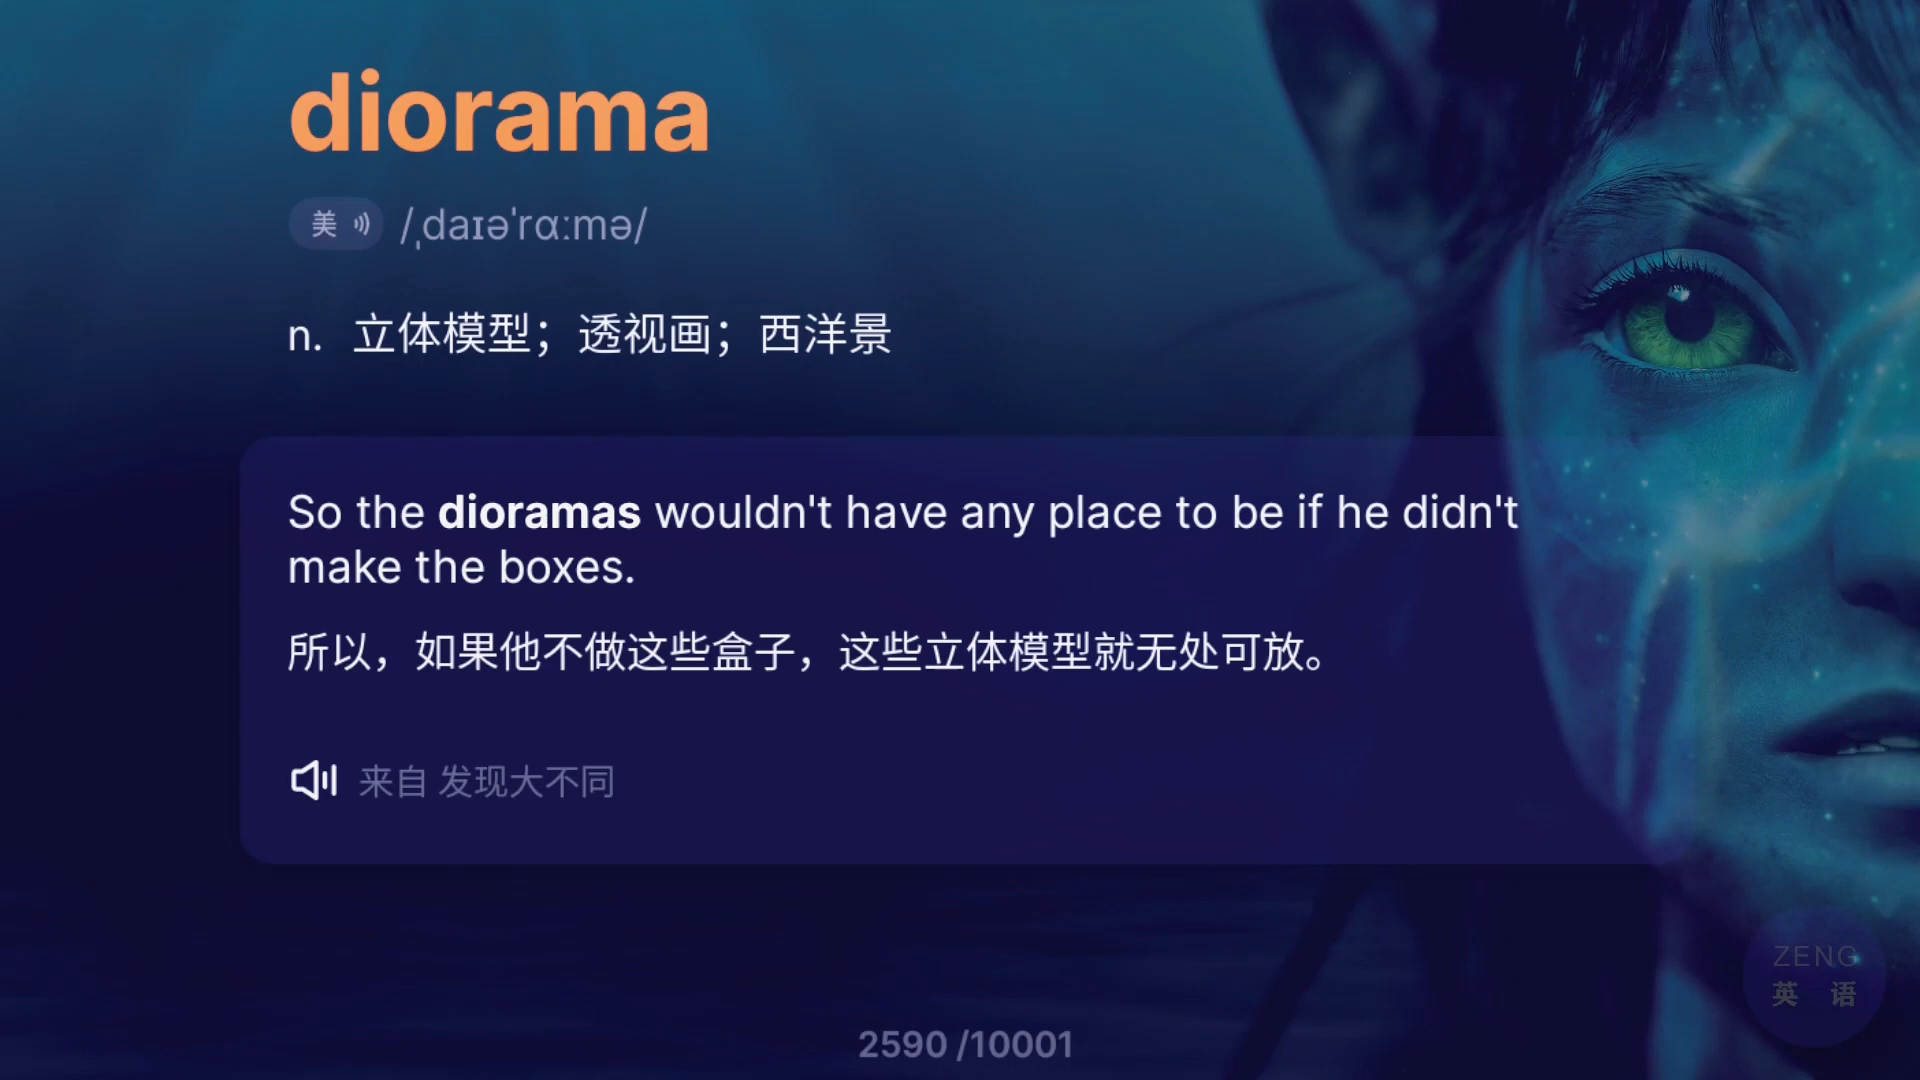 diorama
美 /ˌdaɪəˈrɑːmə/
n. 立体模型；透视画；西洋景
So the dioramas wouldn't have any place to be if he didn't
make the boxes.
所以，如果他不做这些盒子，这些立体模型就无处可放。
来自 发现大不同
ZENG
英 语
2590 /10001